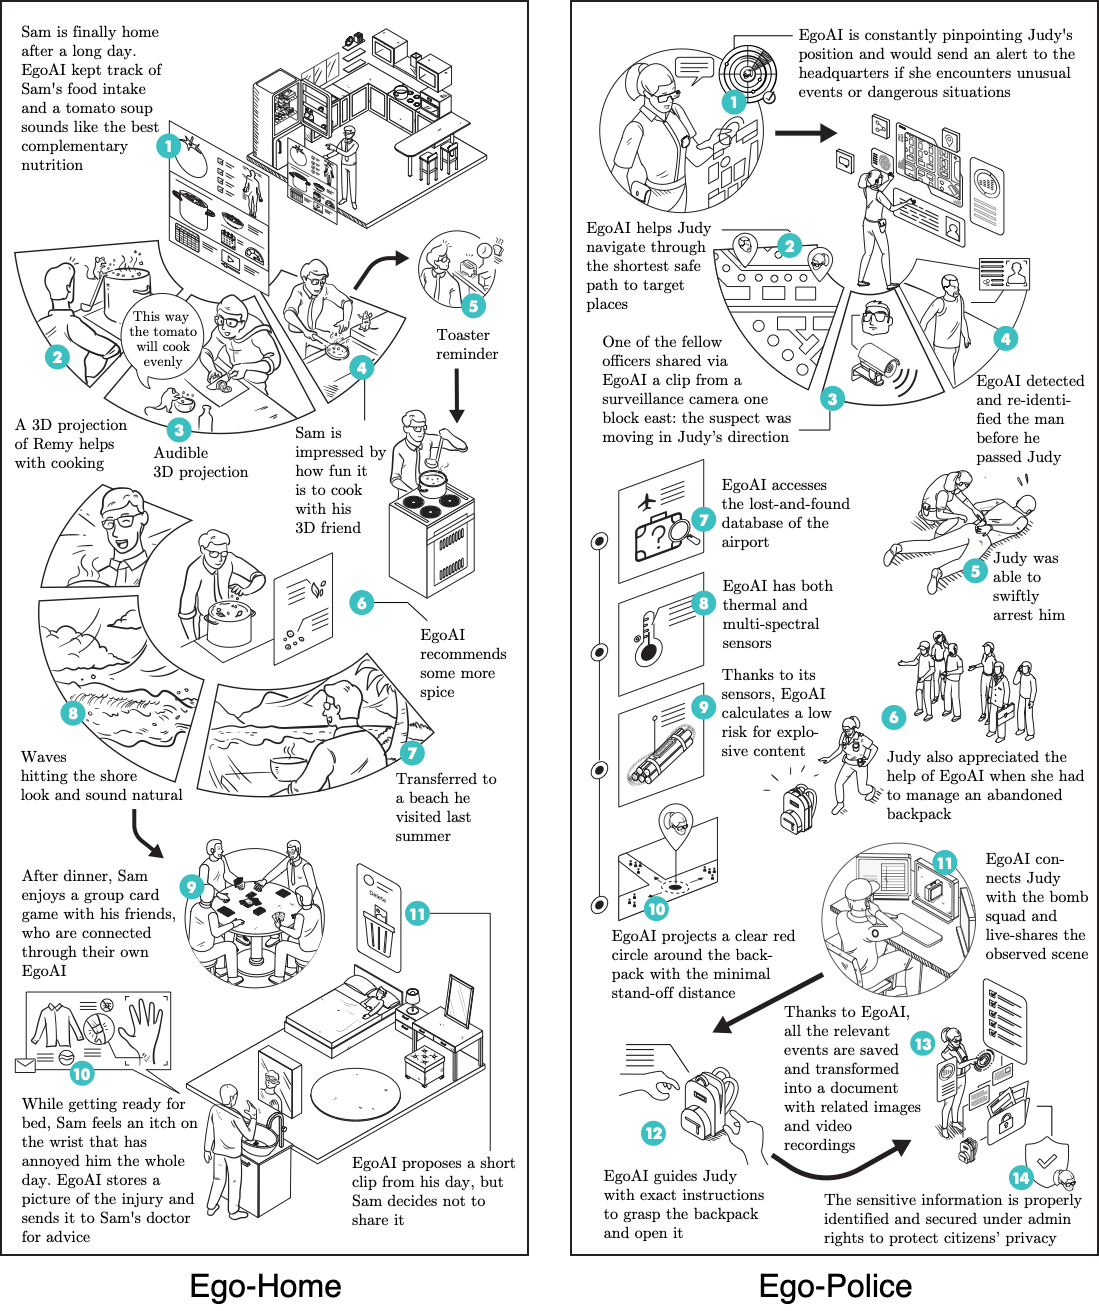 Sam is finally home
after a long day.
EgoAI kept track of
Sam's food intake
and a tomato soup
sounds like the best
complementary
nutrition
1
2
A 3D projection
of Remy helps
with cooking
This way
the tomato
will cook
evenly
3
Audible
3D projection
4
Sam is
impressed by
how fun it
is to cook
with his
3D friend
5
Toaster
reminder
6
EgoAI
recommends
some more
spice
7
Transferred to
a beach he
visited last
summer
8
Waves
hitting the shore
look and sound natural
After dinner, Sam
enjoys a group card
game with his friends,
who are connected
through their own
EgoAI
9
10
While getting ready for
bed, Sam feels an itch on
the wrist that has
annoyed him the whole
day. EgoAI stores a
picture of the injury and
sends it to Sam's doctor
for advice
Delete
11
EgoAI proposes a short
clip from his day, but
Sam decides not to
share it
Ego-Home
EgoAI is constantly pinpointing Judy's
position and would send an alert to the
headquarters if she encounters unusual
events or dangerous situations
1
EgoAI helps Judy
navigate through
the shortest safe
path to target
places
2
One of the fellow
officers shared via
EgoAI a clip from a
surveillance camera one
block east: the suspect was
moving in Judy's direction
3
4
EgoAI detected
and re-identi-
fied the man
before he
passed Judy
5
Judy was
able to
swiftly
arrest him
6
Judy also appreciated the
help of EgoAI when she had
to manage an abandoned
backpack
?
7
EgoAI accesses
the lost-and-found
database of the
airport
8
EgoAI has both
thermal and
multi-spectral
sensors
9
Thanks to its
sensors, EgoAI
calculates a low
risk for explo-
sive content
10
EgoAI projects a clear red
circle around the back-
pack with the minimal
stand-off distance
11
EgoAI con-
nects Judy
with the bomb
squad and
live-shares the
observed scene
12
EgoAI guides Judy
with exact instructions
to grasp the backpack
and open it
Thanks to EgoAI,
all the relevant
events are saved
and transformed
into a document
with related images
and video
recordings
13
14
The sensitive information is properly
identified and secured under admin
rights to protect citizens' privacy
Ego-Police